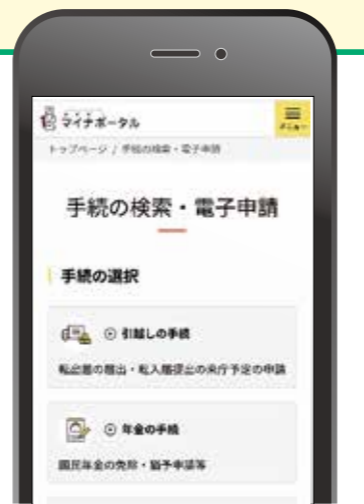 マイナポータル
メニュー
トップページ / 手続の検索・電子申請
手続の検索・電子申請
手続の選択
引越しの手続
転出届の届出・転入届提出の来庁予定の申請
年金の手続
国民年金の免除・猶予申請等